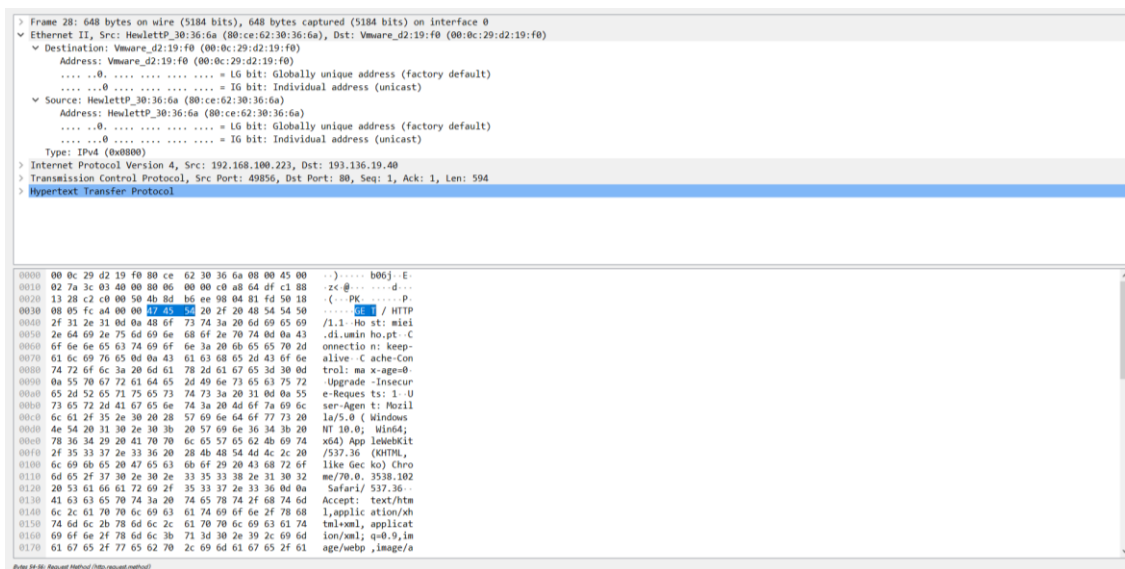 > Frame 28: 648 bytes on wire (5184 bits), 648 bytes captured (5184 bits) on interface 0
Ethernet II, Src: HewlettP_30:36:6a (80:ce:62:30:36:6a), Dst: Vmware_d2:19:f0 (00:0c:29:d2:19:f0)
Destination: Vmware_d2:19:f0 (00:0c:29:d2:19:f0)
Address: Vmware_d2:19:f0 (00:0c:29:d2:19:f0)
.... ..0. .... .... .... .... = LG bit: Globally unique address (factory default)
.... ...0 .... .... .... .... = IG bit: Individual address (unicast)
Source: HewlettP_30:36:6a (80:ce:62:30:36:6a)
Address: HewlettP_30:36:6a (80:ce:62:30:36:6a)
.... ..0. .... .... .... .... = LG bit: Globally unique address (factory default)
.... ...0 .... .... .... .... = IG bit: Individual address (unicast)
Type: IPv4 (0x0800)
> Internet Protocol Version 4, Src: 192.168.100.223, Dst: 193.136.19.40
> Transmission Control Protocol, Src Port: 49856, Dst Port: 80, Seq: 1, Ack: 1, Len: 594
> Hypertext Transfer Protocol
0000 00 0c 29 d2 19 f0 80 ce 62 30 36 6a 08 00 45 00 ··)····· b06j··E·
0010 02 7a 3c 03 40 00 80 06 00 00 c0 a8 64 df c1 88 ·z<·@··· ····d···
0020 13 28 c2 c0 00 50 4b 8d b6 ee 98 04 81 fd 50 18 ·(···PK· ······P·
0030 08 05 fc a4 00 00 47 45 54 20 2f 20 48 54 54 50 ······GE T / HTTP
0040 2f 31 2e 31 0d 0a 48 6f 73 74 3a 20 6d 69 65 69 /1.1··Ho st: miei
0050 2e 64 69 2e 75 6d 69 6e 68 6f 2e 70 74 0d 0a 43 .di.umin ho.pt··C
0060 6f 6e 6e 65 63 74 69 6f 6e 3a 20 6b 65 65 70 2d onnectio n: keep-
0070 61 6c 69 76 65 0d 0a 43 61 63 68 65 2d 43 6f 6e alive··C ache-Con
0080 74 72 6f 6c 3a 20 6d 61 78 2d 61 67 65 3d 30 0d trol: ma x-age=0·
0090 0a 55 70 67 72 61 64 65 2d 49 6e 73 65 63 75 72 ·Upgrade -Insecur
00a0 65 2d 52 65 71 75 65 73 74 73 3a 20 31 0d 0a 55 e-Reques ts: 1··U
00b0 73 65 72 2d 41 67 65 6e 74 3a 20 4d 6f 7a 69 6c ser-Agen t: Mozil
00c0 6c 61 2f 35 2e 30 20 28 57 69 6e 64 6f 77 73 20 la/5.0 ( Windows
00d0 4e 54 20 31 30 2e 30 3b 20 57 69 6e 36 34 3b 20 NT 10.0; Win64;
00e0 78 36 34 29 20 41 70 70 6c 65 57 65 62 4b 69 74 x64) App leWebKit
00f0 2f 35 33 37 2e 33 36 20 28 4b 48 54 4d 4c 2c 20 /537.36 (KHTML,
0100 6c 69 6b 65 20 47 65 63 6b 6f 29 20 43 68 72 6f like Gec ko) Chro
0110 6d 65 2f 37 30 2e 30 2e 33 35 33 38 2e 31 30 32 me/70.0. 3538.102
0120 20 53 61 66 61 72 69 2f 35 33 37 2e 33 36 0d 0a Safari/ 537.36··
0130 41 63 63 65 70 74 3a 20 74 65 78 74 2f 68 74 6d Accept: text/htm
0140 6c 2c 61 70 70 6c 69 63 61 74 69 6f 6e 2f 78 68 l,applic ation/xh
0150 74 6d 6c 2b 78 6d 6c 2c 61 70 70 6c 69 63 61 74 tml+xml, applicat
0160 69 6f 6e 2f 78 6d 6c 3b 71 3d 30 2e 39 2c 69 6d ion/xml; q=0.9,im
0170 61 67 65 2f 77 65 62 70 2c 69 6d 61 67 65 2f 61 age/webp ,image/a
Bytes 54-56: Request Method (http.request.method)